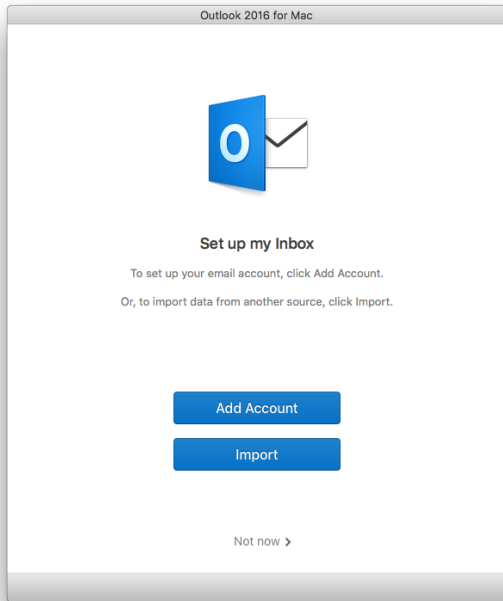 Outlook 2016 for Mac
O
Set up my Inbox
To set up your email account, click Add Account.
Or, to import data from another source, click Import.
Add Account
Import
Not now